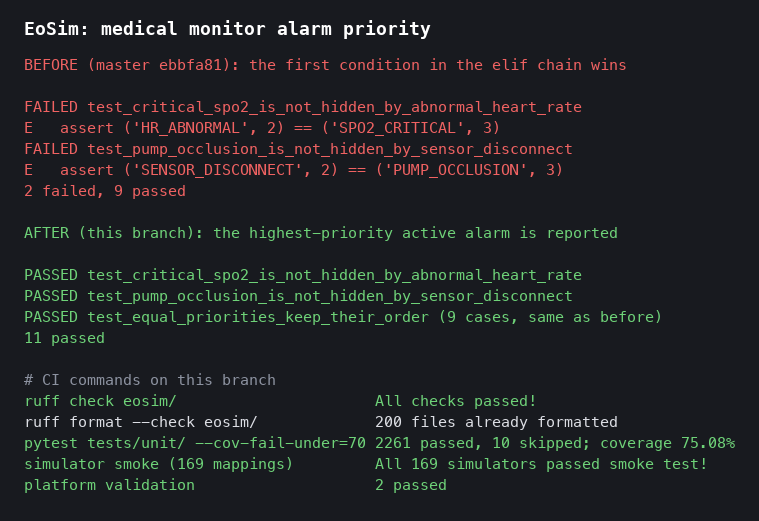 EoSim: medical monitor alarm priority
BEFORE (master ebbfa81): the first condition in the elif chain wins
FAILED test_critical_spo2_is_not_hidden_by_abnormal_heart_rate
E   assert ('HR_ABNORMAL', 2) == ('SPO2_CRITICAL', 3)
FAILED test_pump_occlusion_is_not_hidden_by_sensor_disconnect
E   assert ('SENSOR_DISCONNECT', 2) == ('PUMP_OCCLUSION', 3)
2 failed, 9 passed
AFTER (this branch): the highest-priority active alarm is reported
PASSED test_critical_spo2_is_not_hidden_by_abnormal_heart_rate
PASSED test_pump_occlusion_is_not_hidden_by_sensor_disconnect
PASSED test_equal_priorities_keep_their_order (9 cases, same as before)
11 passed
# CI commands on this branch
ruff check eosim/                      All checks passed!
ruff format --check eosim/             200 files already formatted
pytest tests/unit/ --cov-fail-under=70 2261 passed, 10 skipped; coverage 75.08%
simulator smoke (169 mappings)         All 169 simulators passed smoke test!
platform validation                    2 passed